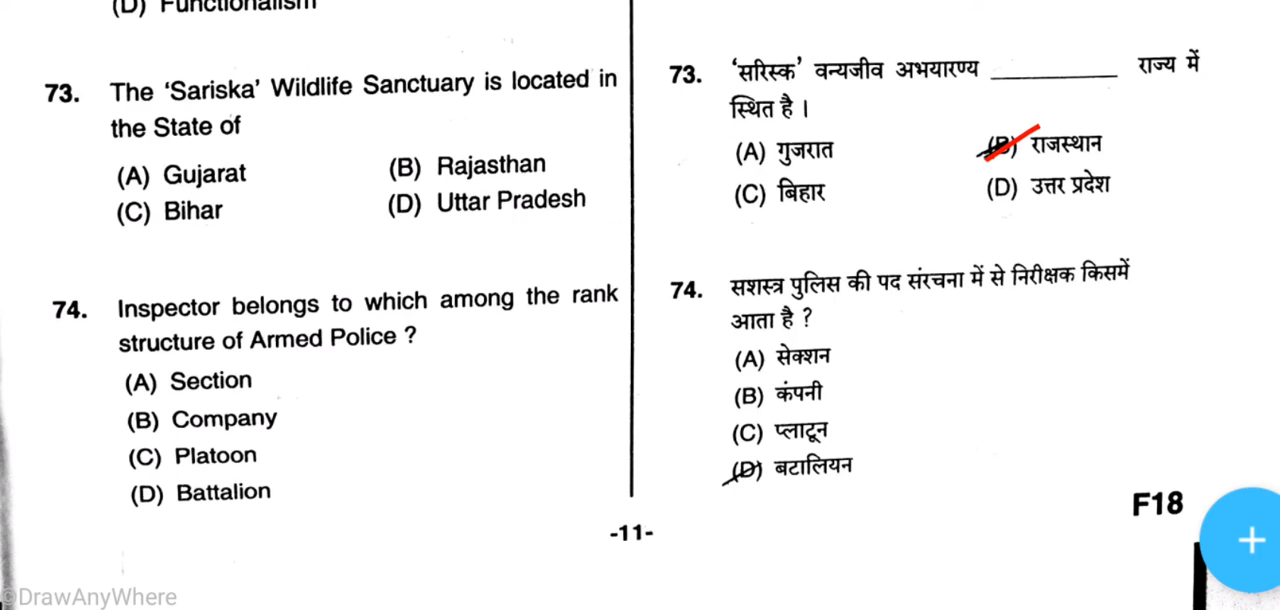 (D) Functionalism
73. The ‘Sariska’ Wildlife Sanctuary is located in
the State of
(A) Gujarat (B) Rajasthan
(C) Bihar (D) Uttar Pradesh
74. Inspector belongs to which among the rank
structure of Armed Police ?
(A) Section
(B) Company
(C) Platoon
(D) Battalion
73. ‘सरिस्क’ वन्यजीव अभयारण्य __________ राज्य में
स्थित है ।
(A) गुजरात (B) राजस्थान
(C) बिहार (D) उत्तर प्रदेश
74. सशस्त्र पुलिस की पद संरचना में से निरीक्षक किसमें
आता है ?
(A) सेक्शन
(B) कंपनी
(C) प्लाटून
(D) बटालियन
F18
-11-
+
©DrawAnyWhere